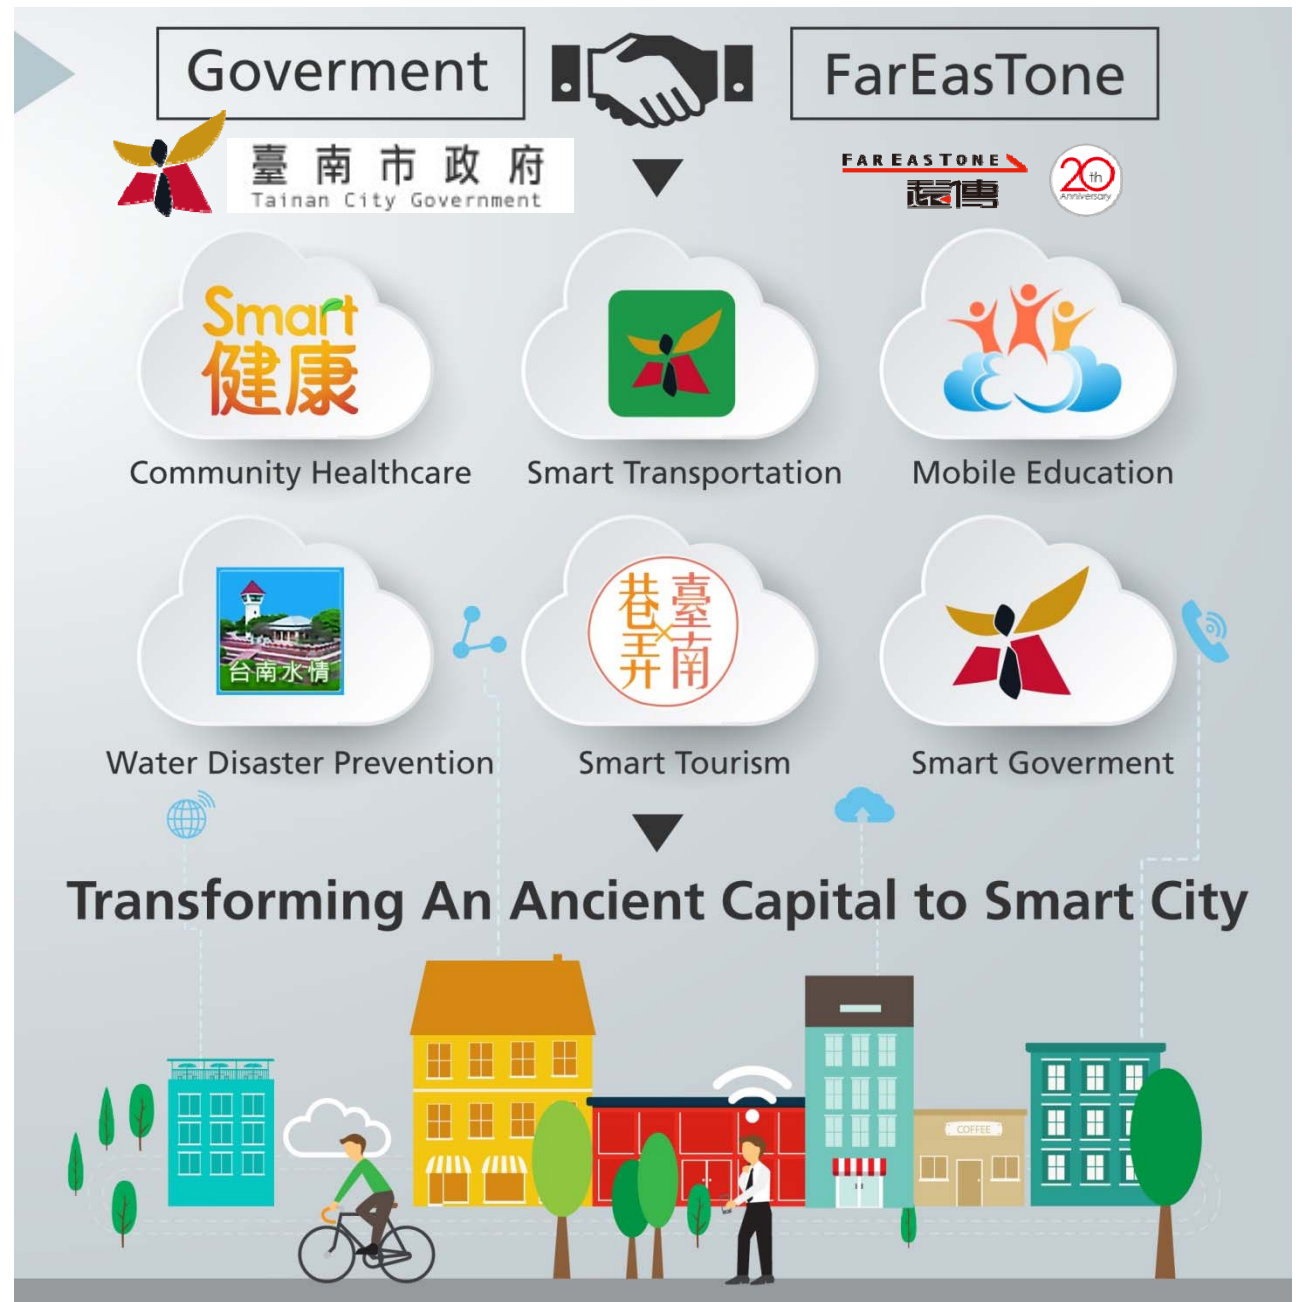 Goverment
FarEasTone
臺南市政府
Tainan City Government
FAREASTONE
遠傳
20th
Anniversary
Smart
健康
Community Healthcare
Smart Transportation
Mobile Education
台南水情
臺南
×
巷弄
Water Disaster Prevention
Smart Tourism
Smart Goverment
Transforming An Ancient Capital to Smart City
COFFEE